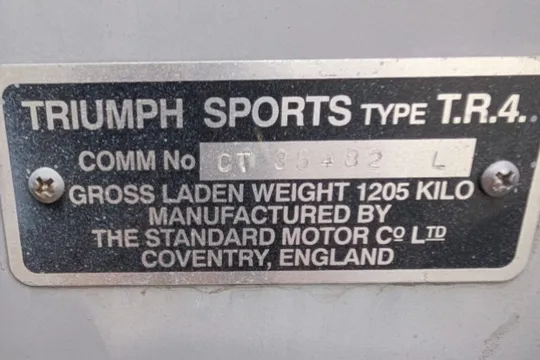 TRIUMPH SPORTS TYPE T.R.4.
COMM No CT 35482 L
GROSS LADEN WEIGHT 1205 KILO
MANUFACTURED BY
THE STANDARD MOTOR Co LTD
COVENTRY, ENGLAND